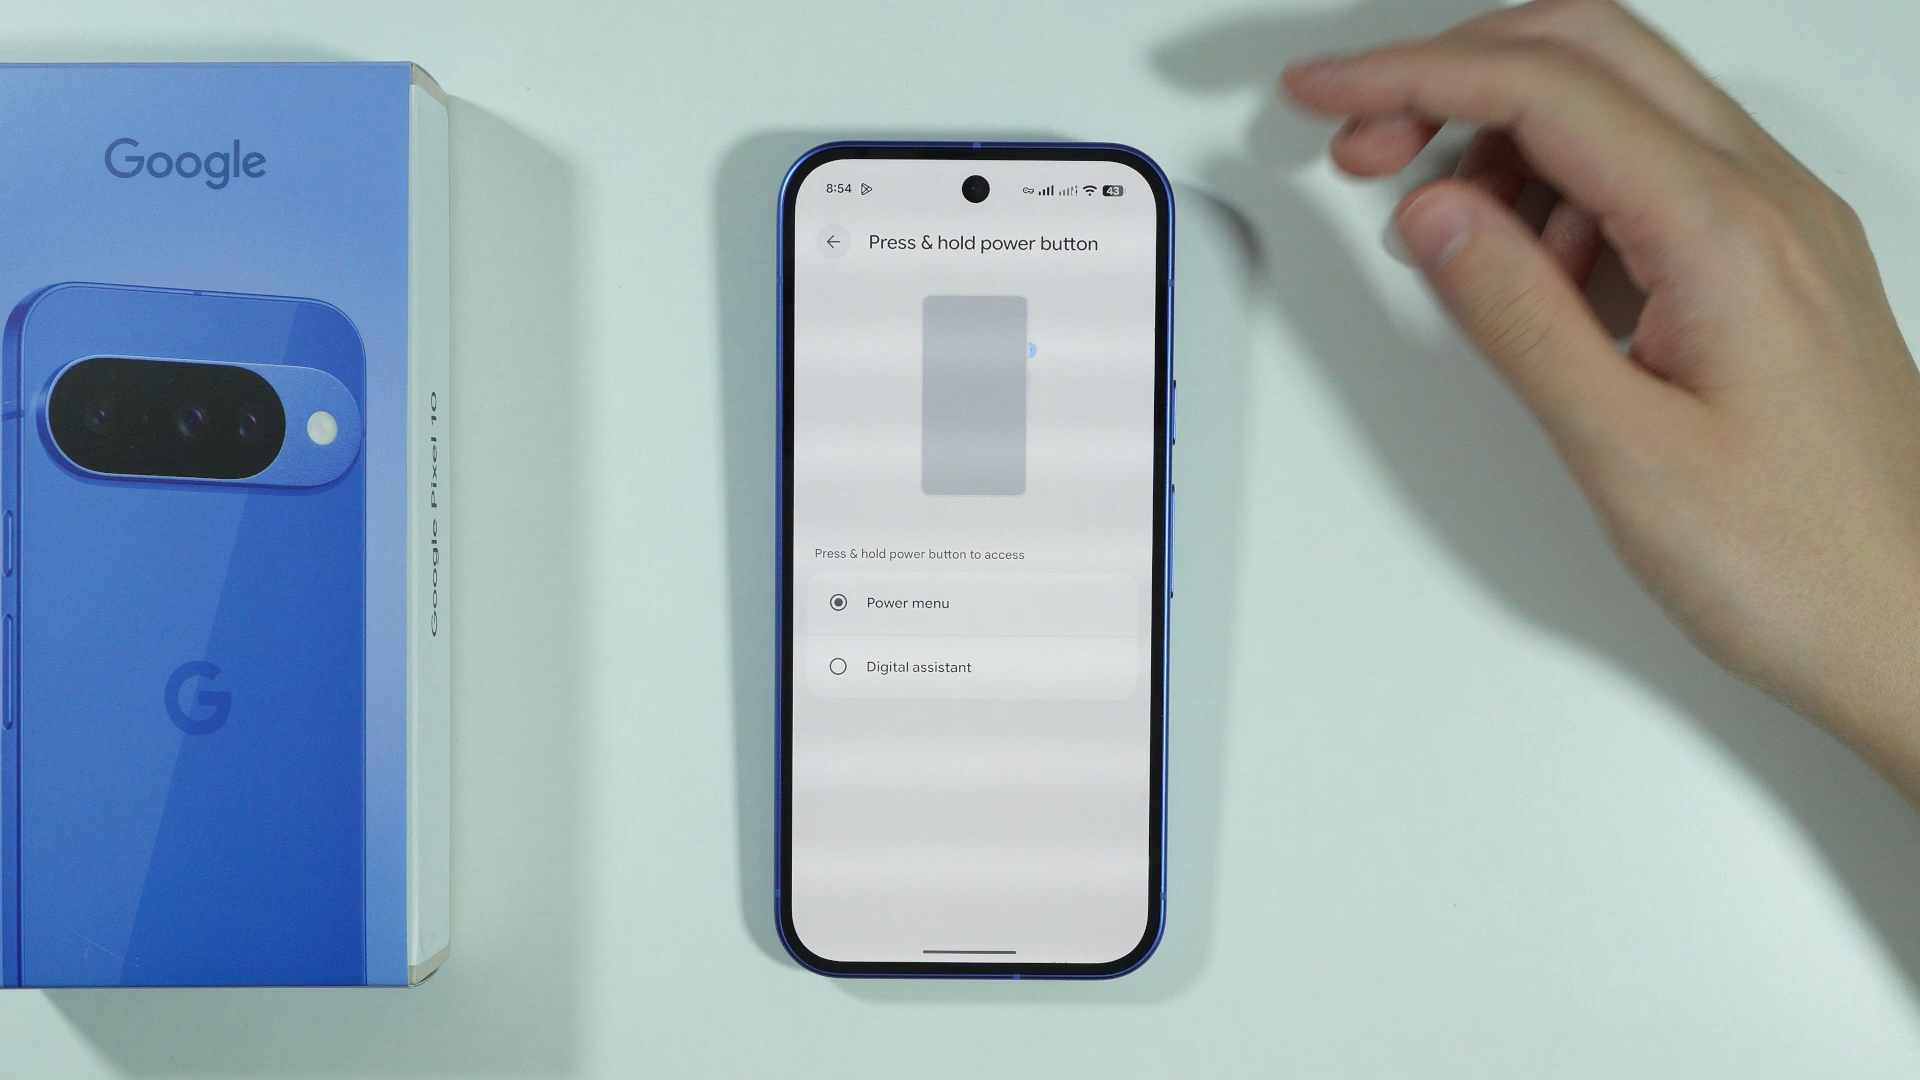 Google
Google Pixel 10
G
8:54
43
Press & hold power button
Press & hold power button to access
Power menu
Digital assistant